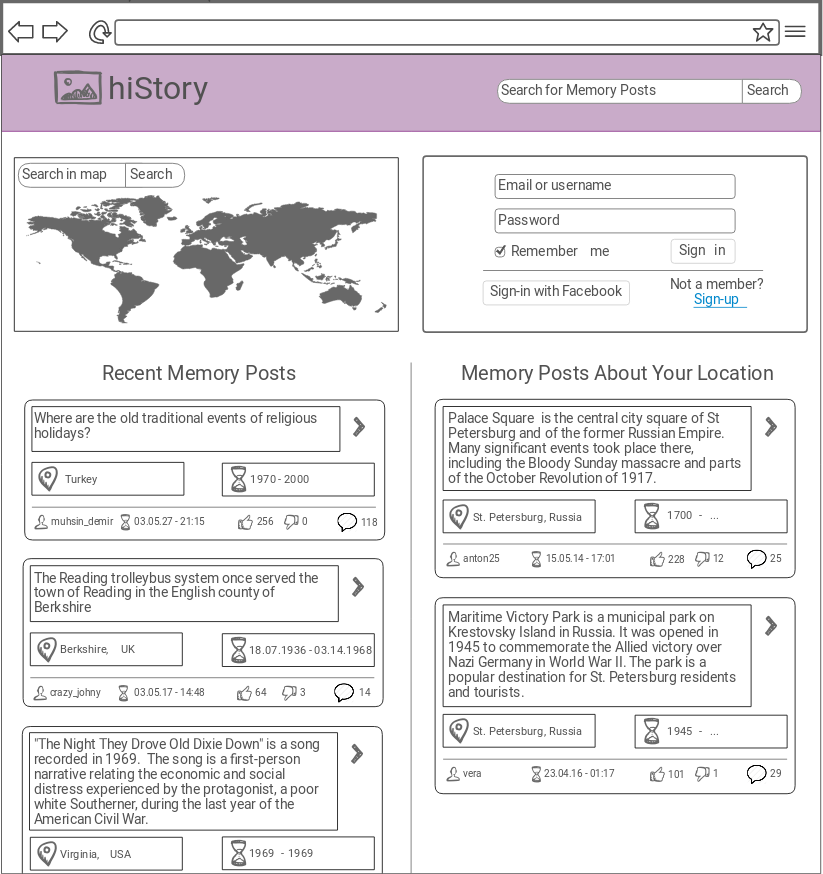 hiStory
Search for Memory Posts Search
Search in map Search
Email or username
Password
Remember me Sign in
Sign-in with Facebook
Not a member?
Sign-up
Recent Memory Posts
Where are the old traditional events of religious
holidays?
Turkey 1970 - 2000
muhsin_demir 03.05.27 - 21:15 256 0 118
The Reading trolleybus system once served the
town of Reading in the English county of
Berkshire
Berkshire, UK 18.07.1936 - 03.14.1968
crazy_johny 03.05.17 - 14:48 64 3 14
"The Night They Drove Old Dixie Down" is a song
recorded in 1969. The song is a first-person
narrative relating the economic and social
distress experienced by the protagonist, a poor
white Southerner, during the last year of the
American Civil War.
Virginia, USA 1969 - 1969
Memory Posts About Your Location
Palace Square is the central city square of St
Petersburg and of the former Russian Empire.
Many significant events took place there,
including the Bloody Sunday massacre and parts
of the October Revolution of 1917.
St. Petersburg, Russia 1700 - ...
anton25 15.05.14 - 17:01 228 12 25
Maritime Victory Park is a municipal park on
Krestovsky Island in Russia. It was opened in
1945 to commemorate the Allied victory over
Nazi Germany in World War II. The park is a
popular destination for St. Petersburg residents
and tourists.
St. Petersburg, Russia 1945 - ...
vera 23.04.16 - 01:17 101 1 29